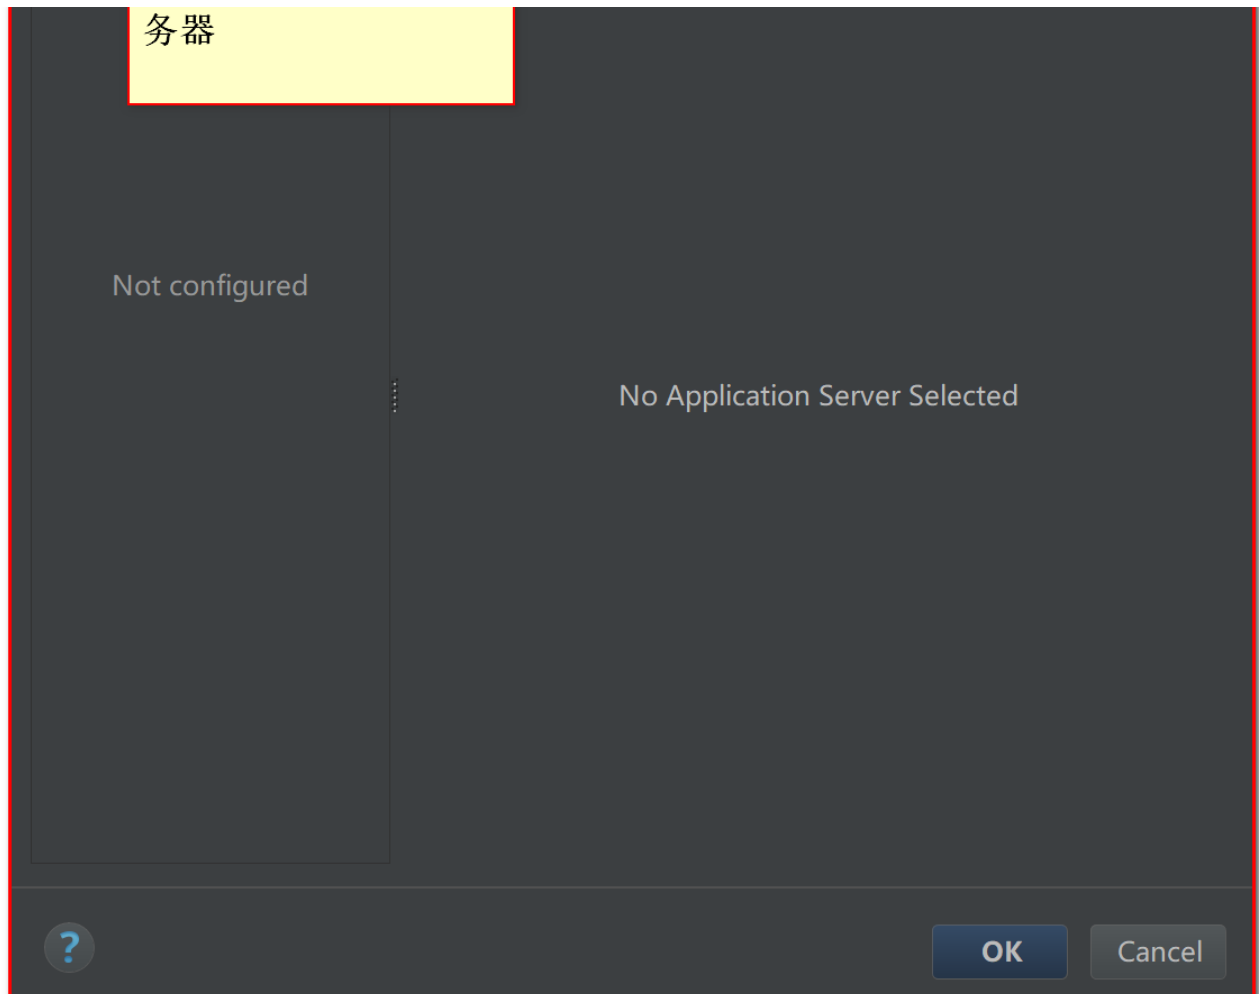 务器
Not configured
No Application Server Selected
?
OK
Cancel